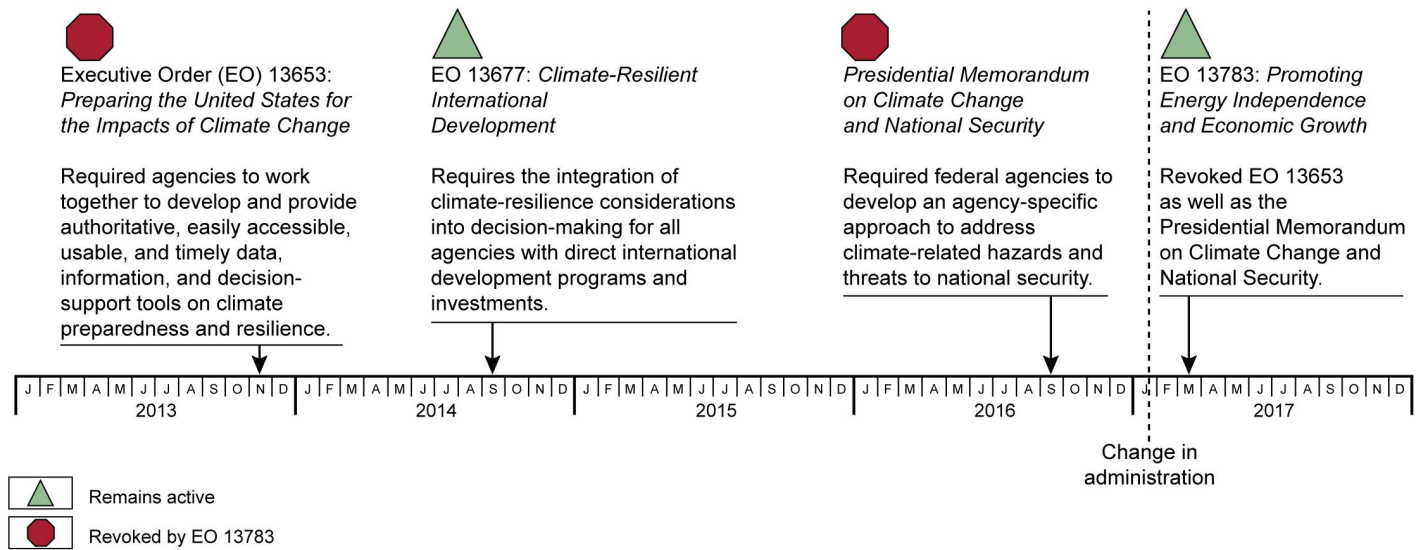 Executive Order (EO) 13653:
Preparing the United States for
the Impacts of Climate Change
Required agencies to work
together to develop and provide
authoritative, easily accessible,
usable, and timely data,
information, and decision-
support tools on climate
preparedness and resilience.
EO 13677: Climate-Resilient
International
Development
Requires the integration of
climate-resilience considerations
into decision-making for all
agencies with direct international
development programs and
investments.
Presidential Memorandum
on Climate Change
and National Security
Required federal agencies to
develop an agency-specific
approach to address
climate-related hazards and
threats to national security.
EO 13783: Promoting
Energy Independence
and Economic Growth
Revoked EO 13653
as well as the
Presidential Memorandum
on Climate Change and
National Security.
J F M A M J J A S O N D J F M A M J J A S O N D J F M A M J J A S O N D J F M A M J J A S O N D J F M A M J J A S O N D
2013 2014 2015 2016 2017
Change in
administration
Remains active
Revoked by EO 13783